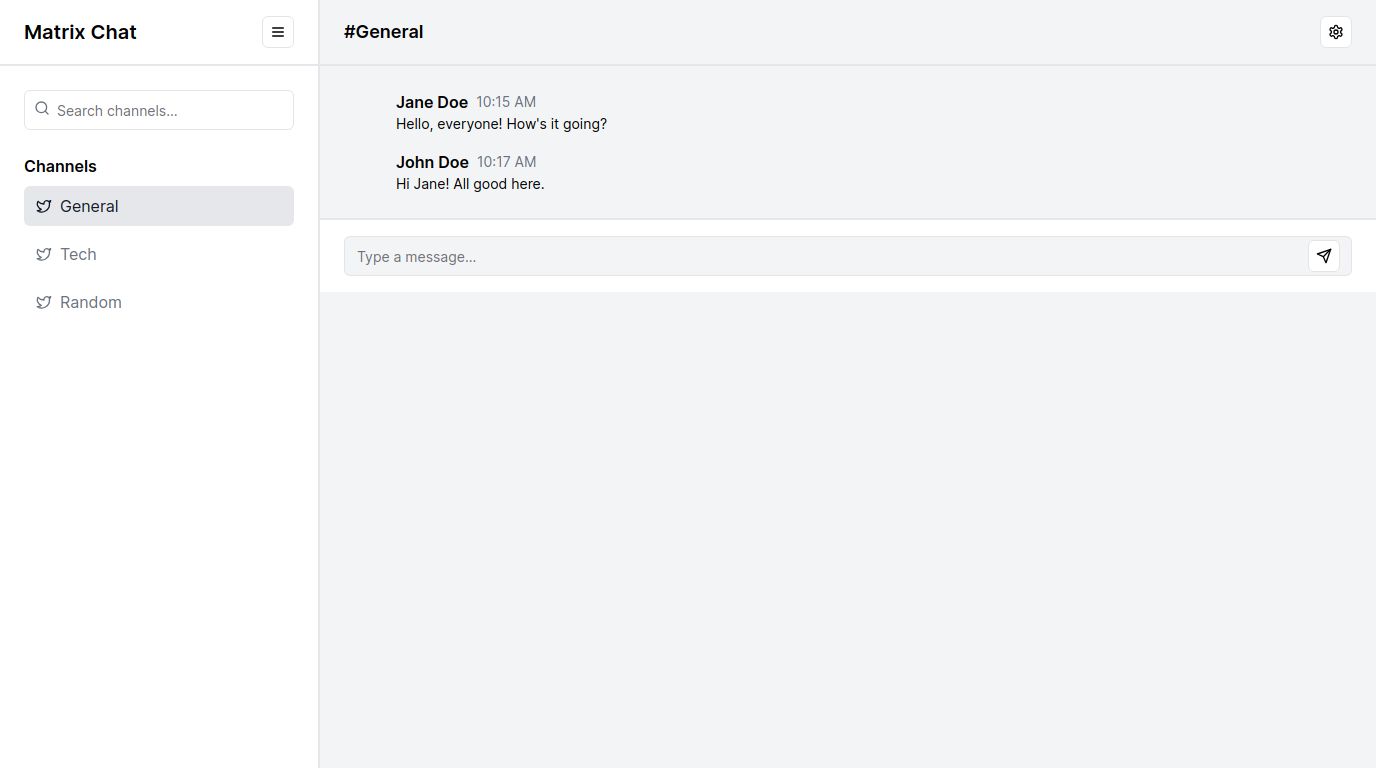 Matrix Chat
Search channels...
Channels
General
Tech
Random
#General
Jane Doe 10:15 AM
Hello, everyone! How's it going?
John Doe 10:17 AM
Hi Jane! All good here.
Type a message...